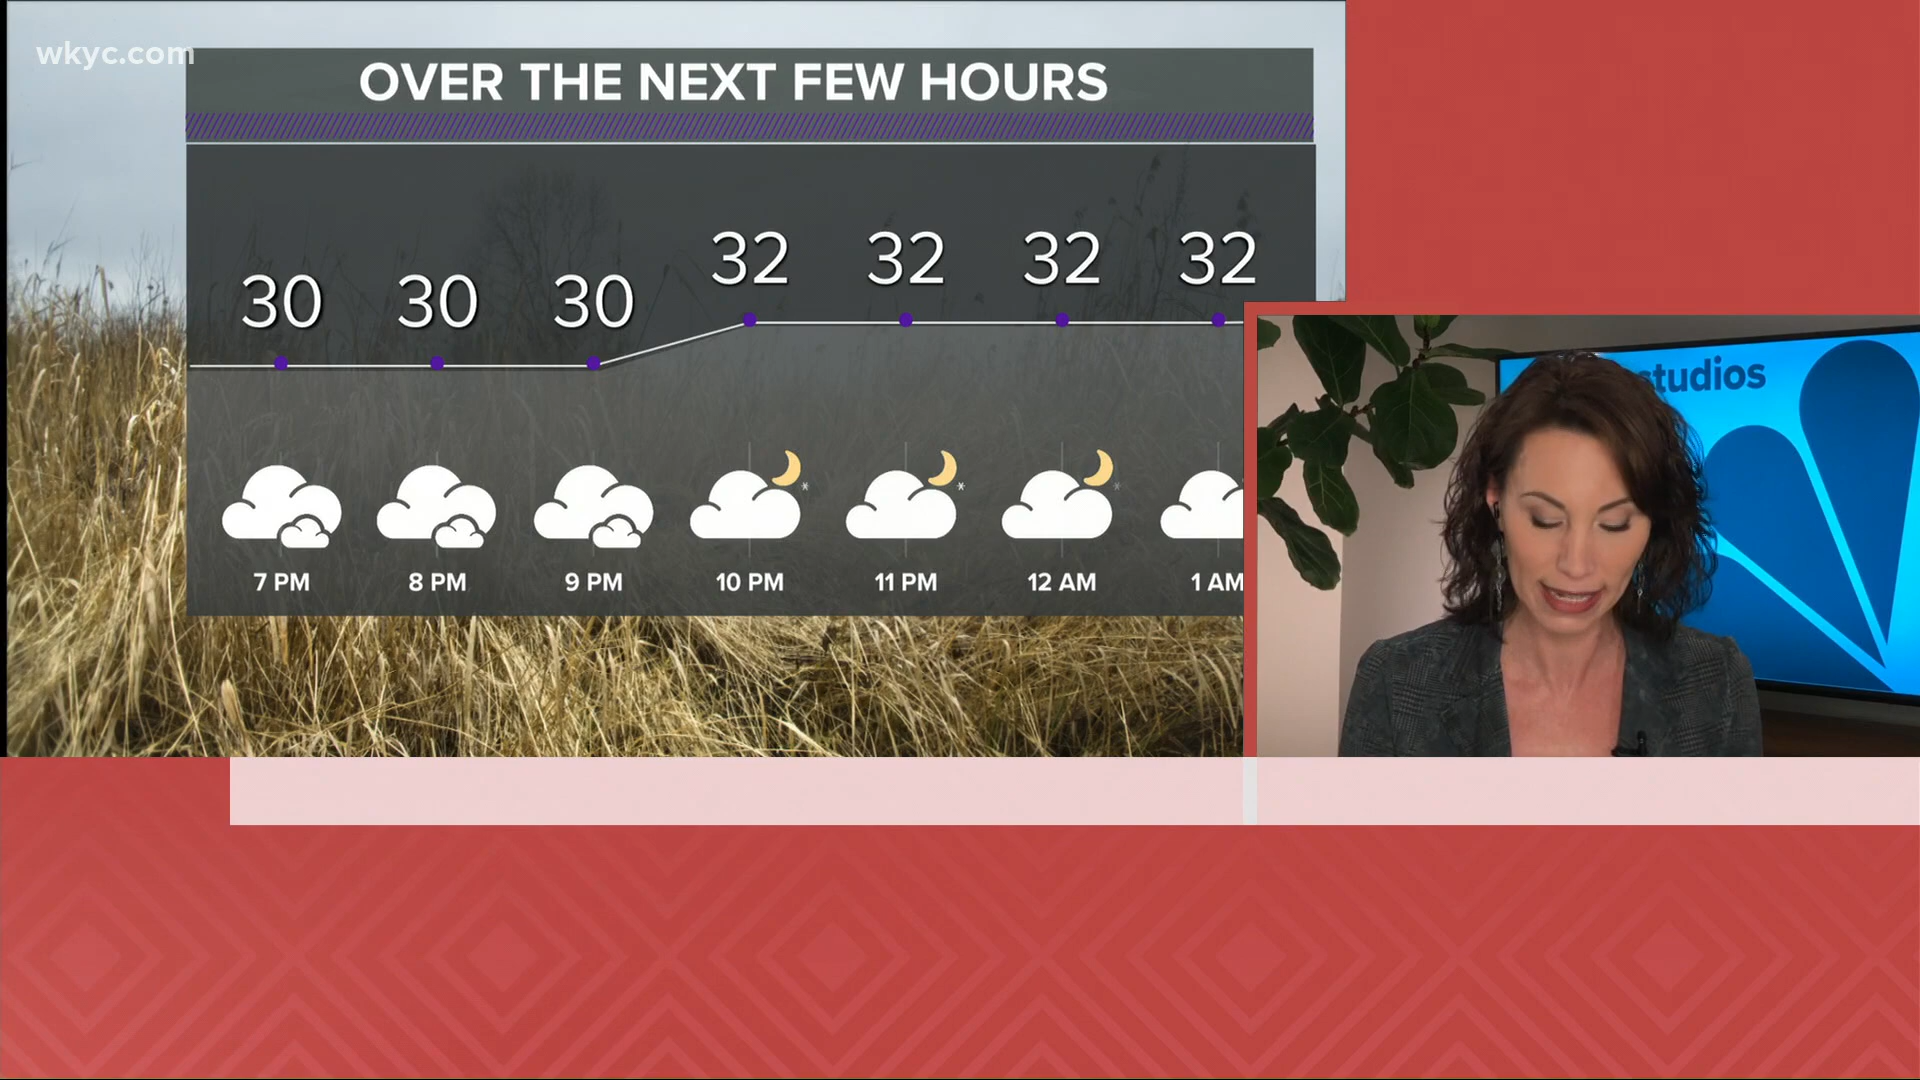 wkyc.com
OVER THE NEXT FEW HOURS
30 30 30 32 32 32 32
7 PM 8 PM 9 PM 10 PM 11 PM 12 AM 1 AM
studios